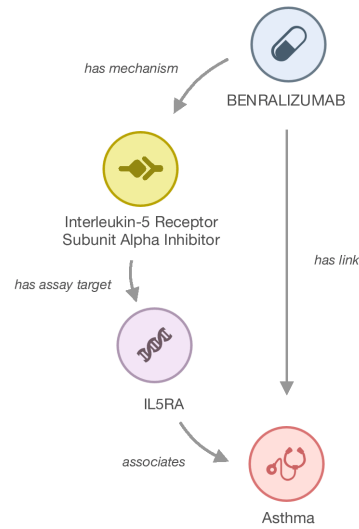 has mechanism
BENRALIZUMAB
Interleukin-5 Receptor
Subunit Alpha Inhibitor
has link
has assay target
IL5RA
associates
Asthma